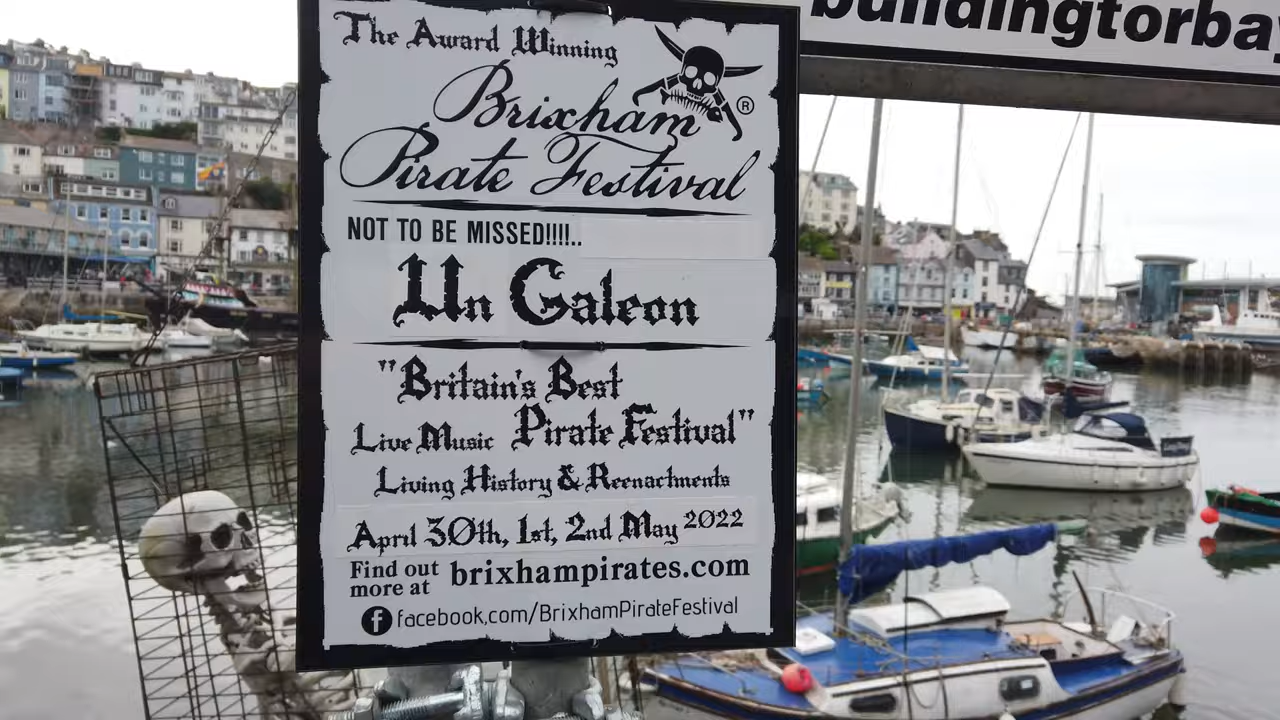 The Award Winning
Brixham
Pirate Festival
®
NOT TO BE MISSED!!!!..
Un Galeon
"Britain's Best
Pirate Festival"
Live Music
Living History & Reenactments
April 30th, 1st, 2nd May 2022
Find out
more at
brixhampirates.com
facebook.com/BrixhamPirateFestival
buildingtorbay